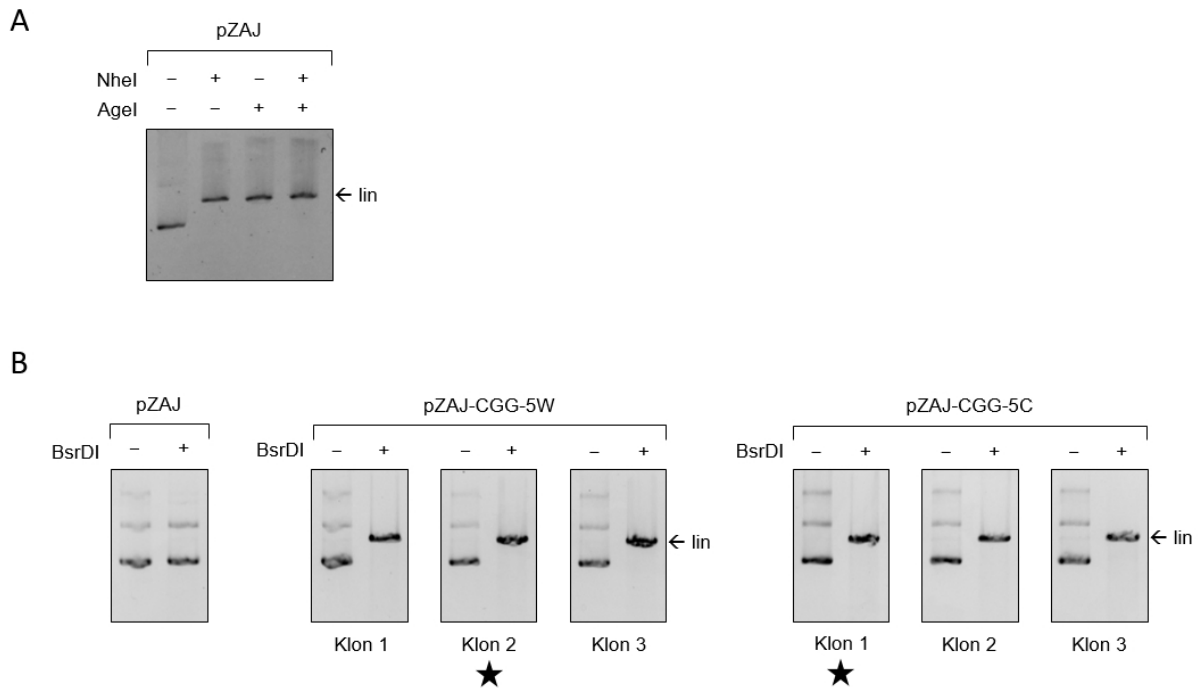 A
pZAJ
NheI – + – +
AgeI – – + +
← lin
B
pZAJ pZAJ-CGG-5W pZAJ-CGG-5C
BsrDI – + BsrDI – + – + – + BsrDI – + – + – +
← lin ← lin
Klon 1 Klon 2 Klon 3 Klon 1 Klon 2 Klon 3